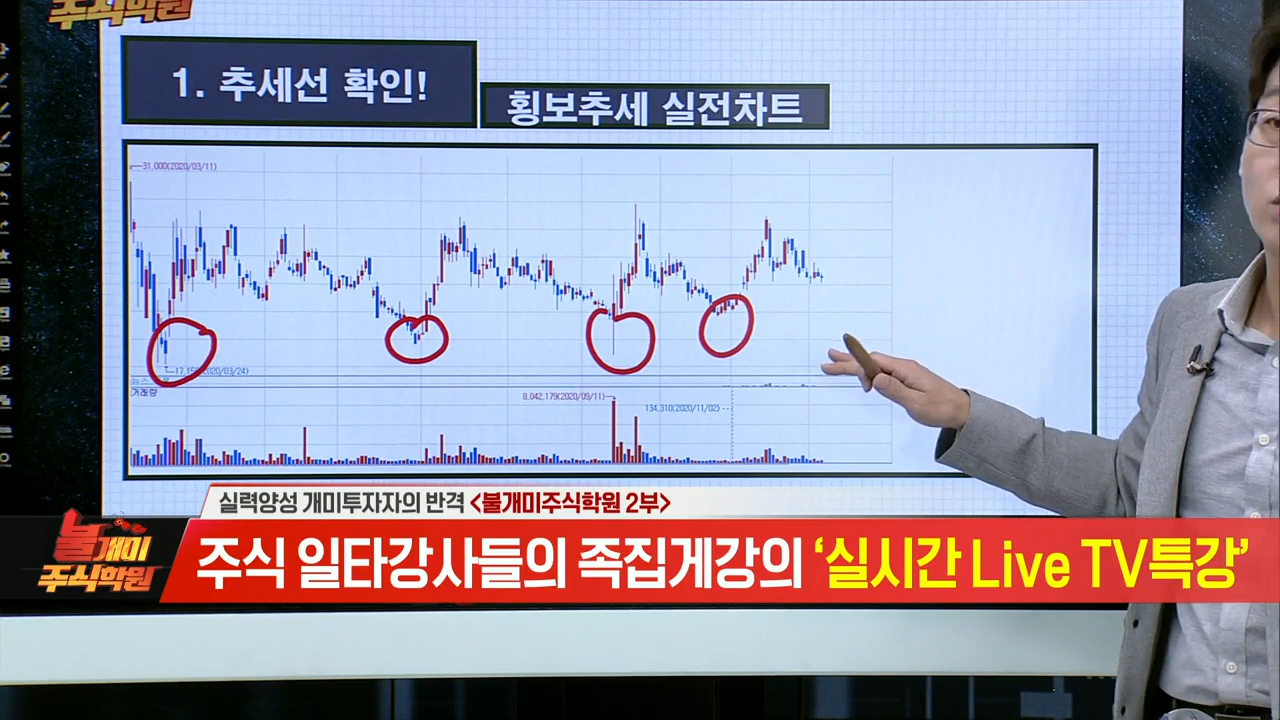 주식학원
1. 추세선 확인!
횡보추세 실전차트
31,000(2020/03/11)
(2020/03/24)
뉴스
거래량
8,042,179(2020/09/11)
134,310(2020/11/02)
실력양성 개미투자자의 반격 <불개미주식학원 2부>
불개미
주식학원
주식 일타강사들의 족집게강의 ‘실시간 Live TV특강’